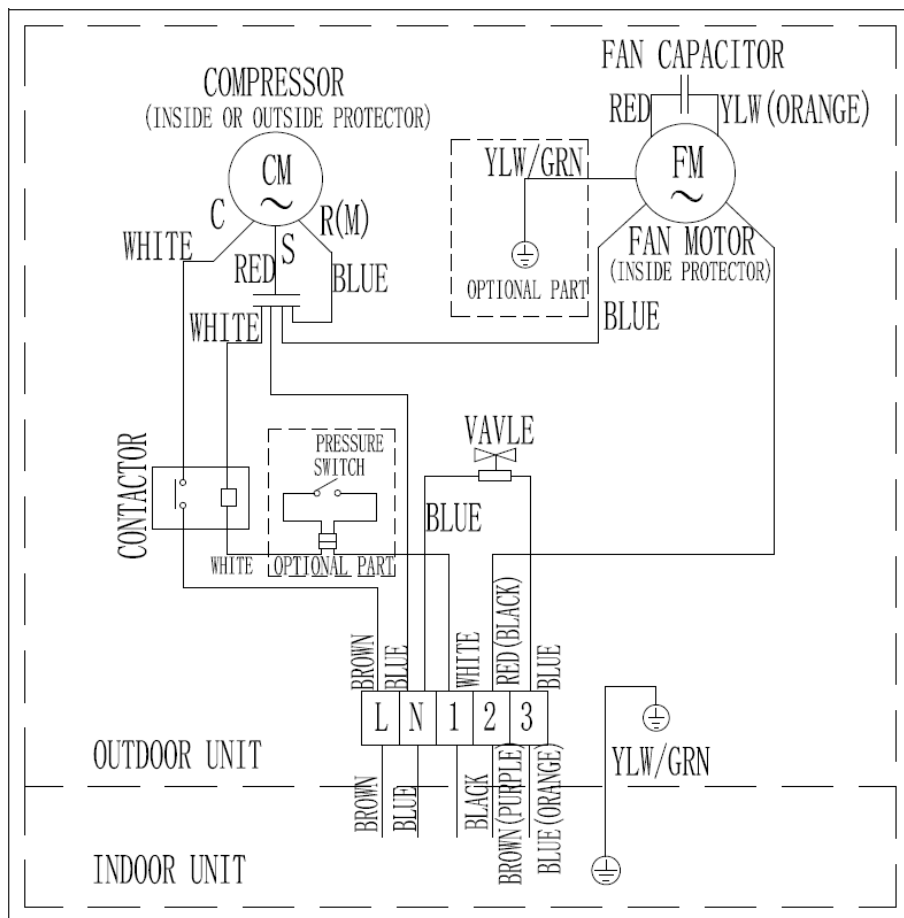 FAN CAPACITOR
COMPRESSOR
(INSIDE OR OUTSIDE PROTECTOR)
RED
YLW(ORANGE)
CM
~
YLW/GRN
FM
~
C
R(M)
S
WHITE
RED
BLUE
FAN MOTOR
(INSIDE PROTECTOR)
OPTIONAL PART
WHITE
BLUE
PRESSURE
SWITCH
VAVLE
CONTACTOR
BLUE
WHITE
OPTIONAL PART
BROWN
BLUE
WHITE
RED(BLACK)
BLUE
L N 1 2 3
OUTDOOR UNIT
YLW/GRN
BROWN
BLUE
BLACK
BROWN(PURPLE)
BLUE(ORANGE)
INDOOR UNIT